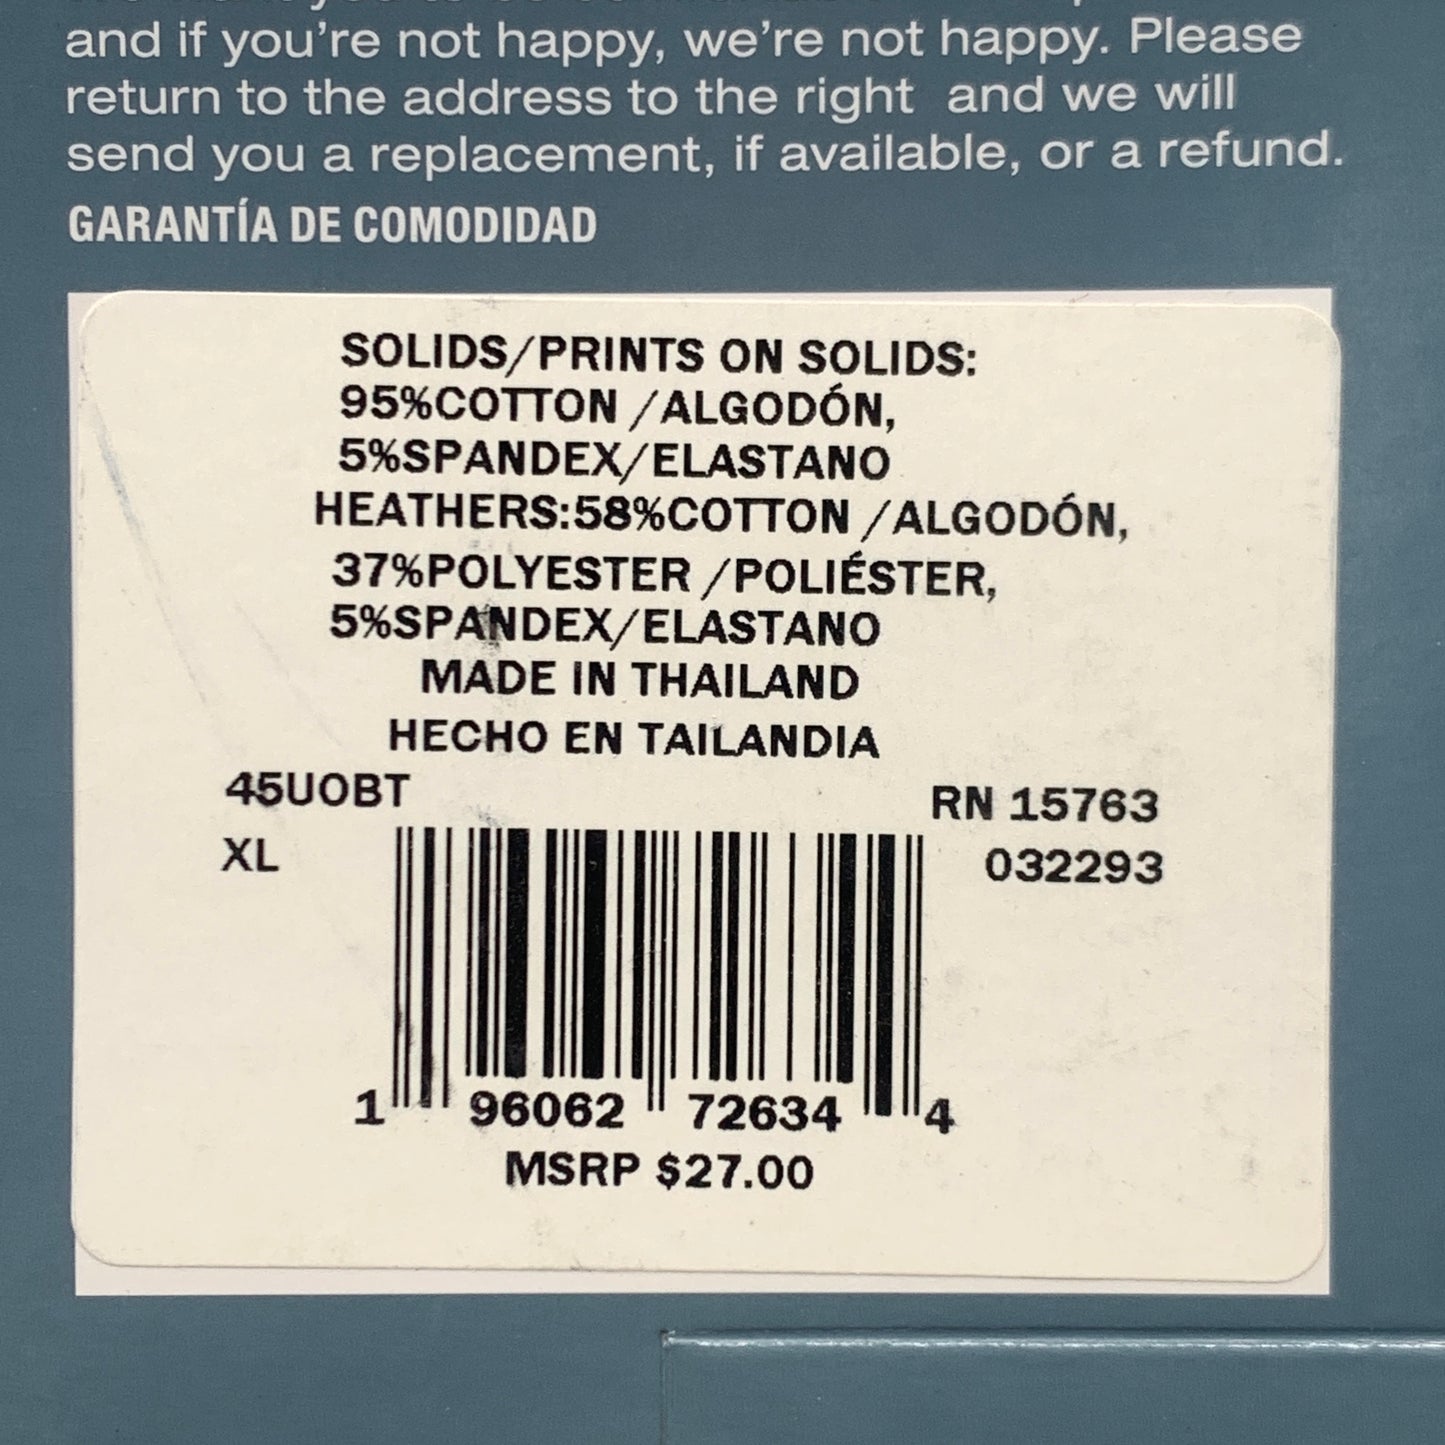 and if you're not happy, we're not happy. Please
return to the address to the right and we will
send you a replacement, if available, or a refund.
GARANTÍA DE COMODIDAD
SOLIDS/PRINTS ON SOLIDS:
95%COTTON /ALGODÓN,
5%SPANDEX/ELASTANO
HEATHERS:58%COTTON /ALGODÓN,
37%POLYESTER /POLIÉSTER,
5%SPANDEX/ELASTANO
MADE IN THAILAND
HECHO EN TAILANDIA
45UOBT RN 15763
XL 032293
1 96062 72634 4
MSRP $27.00